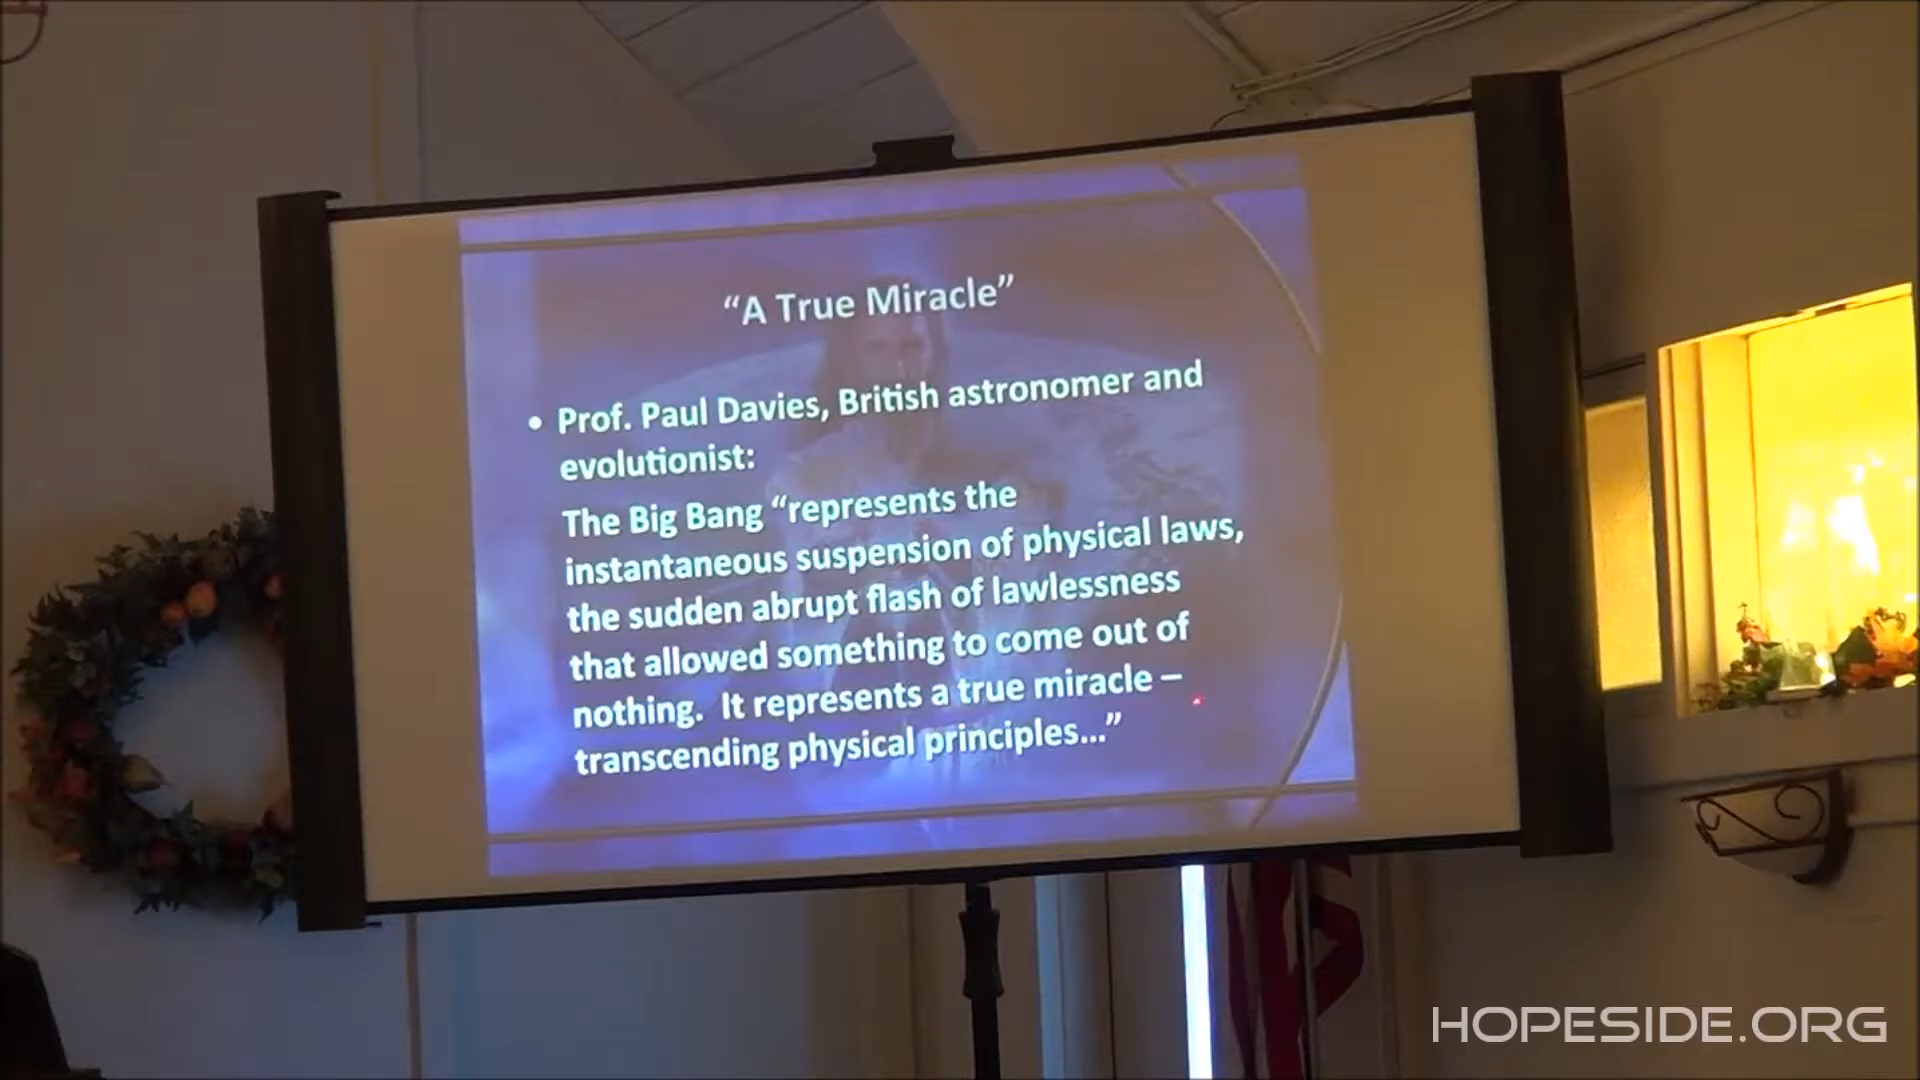 “A True Miracle”
• Prof. Paul Davies, British astronomer and
evolutionist:
The Big Bang “represents the
instantaneous suspension of physical laws,
the sudden abrupt flash of lawlessness
that allowed something to come out of
nothing.  It represents a true miracle –
transcending physical principles...”
HOPESIDE.ORG